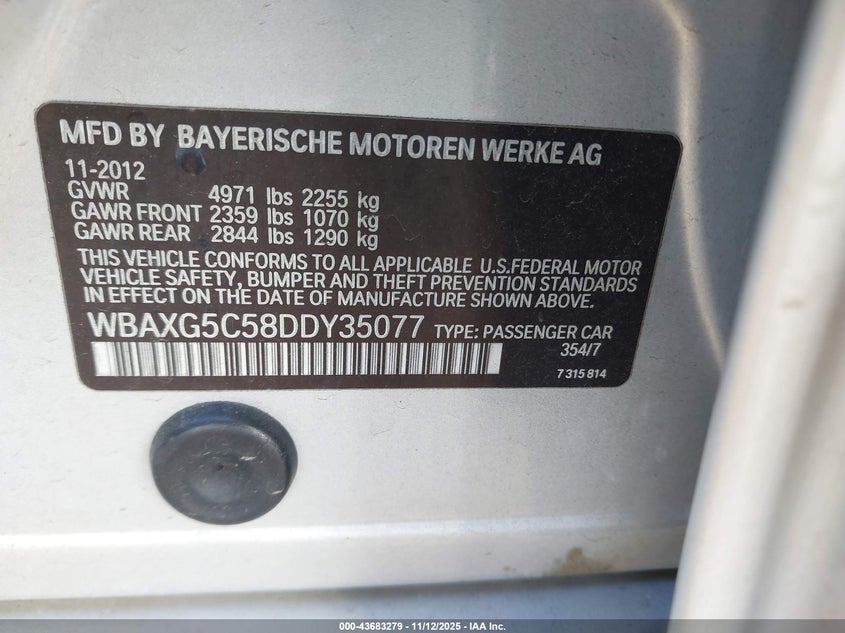 MFD BY BAYERISCHE MOTOREN WERKE AG
11-2012
GVWR 4971 lbs 2255 kg
GAWR FRONT 2359 lbs 1070 kg
GAWR REAR 2844 lbs 1290 kg
THIS VEHICLE CONFORMS TO ALL APPLICABLE U.S.FEDERAL MOTOR
VEHICLE SAFETY, BUMPER AND THEFT PREVENTION STANDARDS
IN EFFECT ON THE DATE OF MANUFACTURE SHOWN ABOVE.
WBAXG5C58DDY35077 TYPE: PASSENGER CAR
354/7
7 315 814
000-43683279 - 11/12/2025 - IAA Inc.